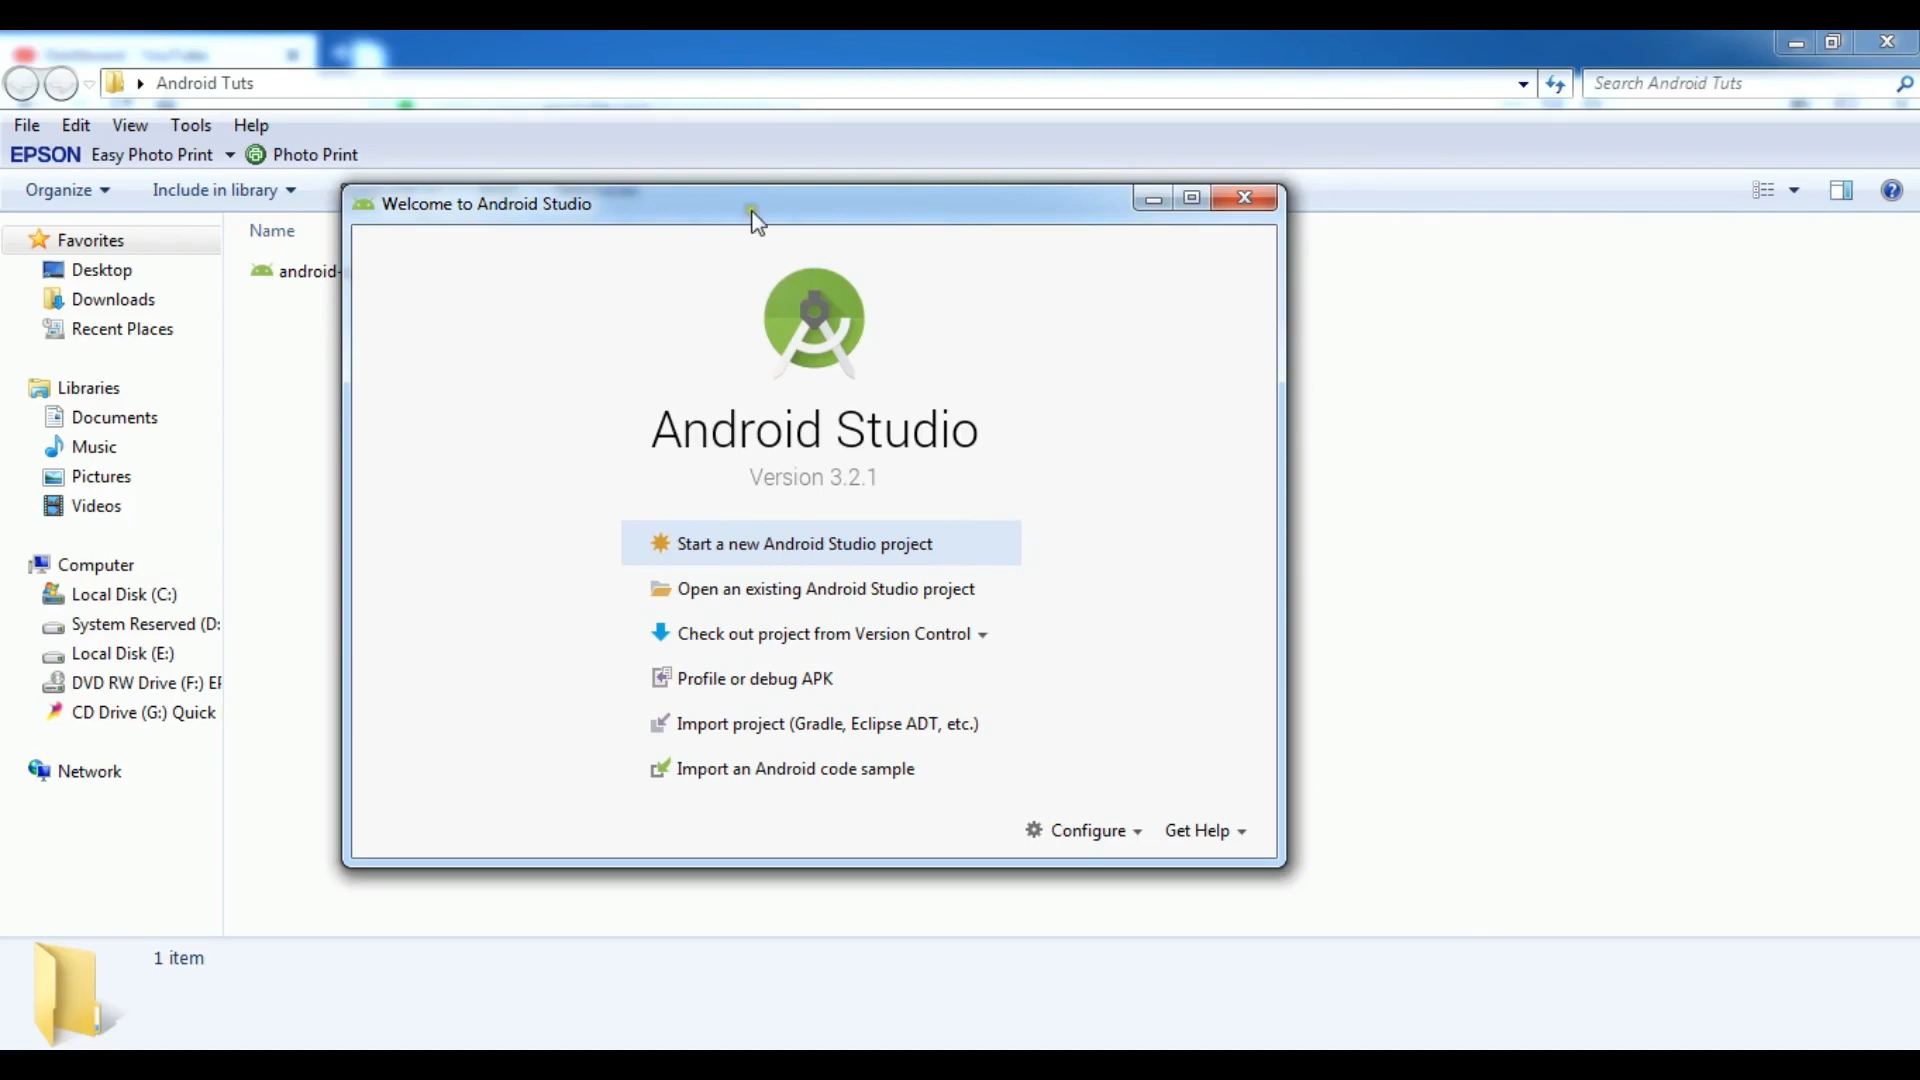 Android Tuts
Search Android Tuts
File Edit View Tools Help
EPSON Easy Photo Print Photo Print
Organize Include in library
Welcome to Android Studio
Favorites
Desktop
Downloads
Recent Places
Libraries
Documents
Music
Pictures
Videos
Computer
Local Disk (C:)
System Reserved (D:
Local Disk (E:)
DVD RW Drive (F:) EF
CD Drive (G:) Quick
Network
Name
android-
Android Studio
Version 3.2.1
Start a new Android Studio project
Open an existing Android Studio project
Check out project from Version Control
Profile or debug APK
Import project (Gradle, Eclipse ADT, etc.)
Import an Android code sample
Configure Get Help
1 item